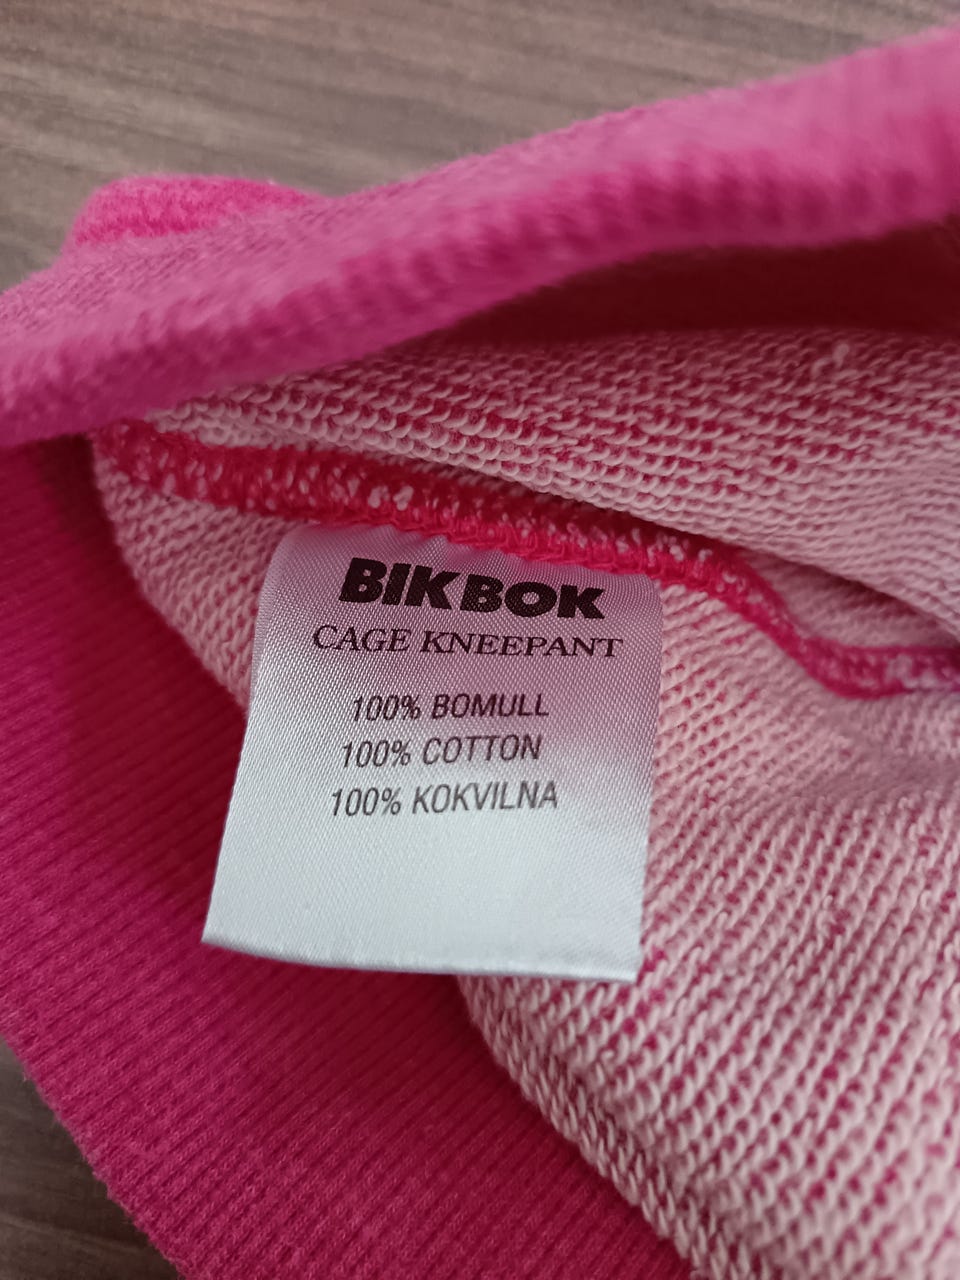 BIKBOK
CAGE KNEEPANT
100% BOMULL
100% COTTON
100% KOKVILNA